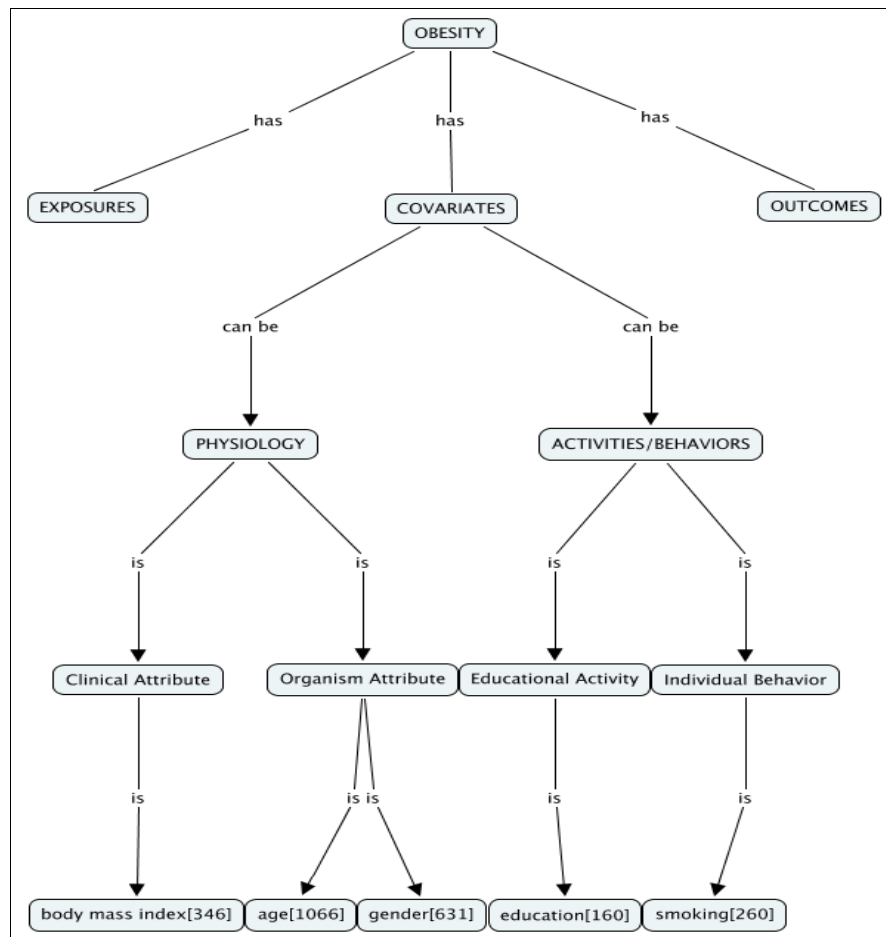 OBESITY
has has has
EXPOSURES COVARIATES OUTCOMES
can be can be
PHYSIOLOGY ACTIVITIES/BEHAVIORS
is is is is
Clinical Attribute Organism Attribute Educational Activity Individual Behavior
is is is is is
body mass index[346] age[1066] gender[631] education[160] smoking[260]